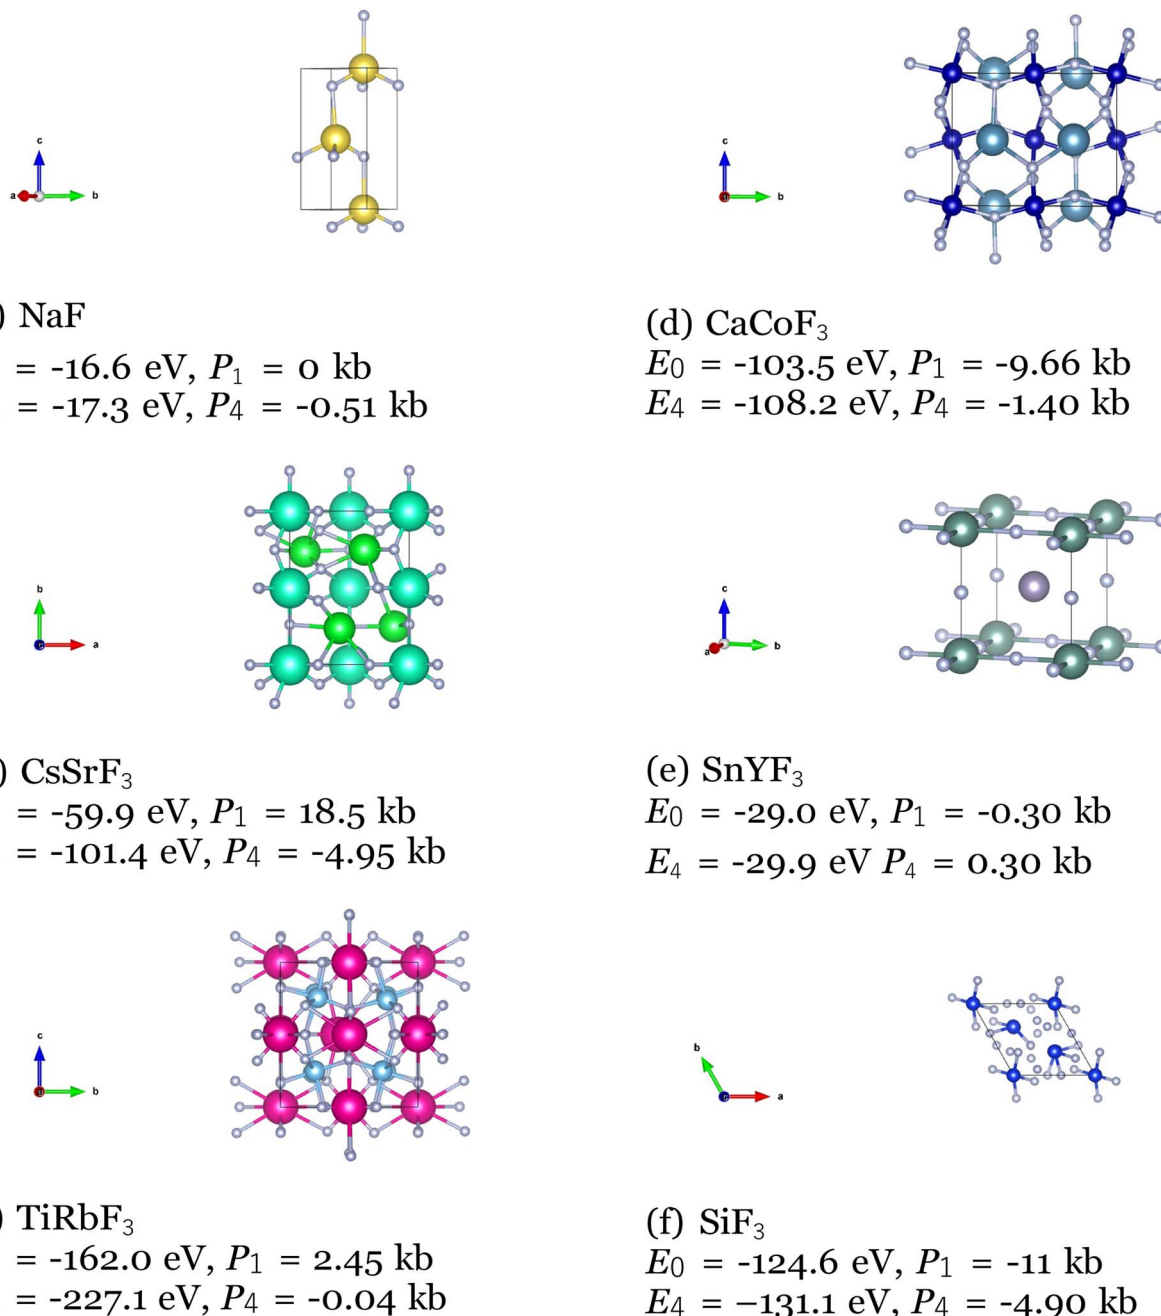 c
a
b
) NaF
= -16.6 eV, P₁ = 0 kb
= -17.3 eV, P₄ = -0.51 kb
c
a
b
(d) CaCoF₃
E₀ = -103.5 eV, P₁ = -9.66 kb
E₄ = -108.2 eV, P₄ = -1.40 kb
b
c
a
) CsSrF₃
= -59.9 eV, P₁ = 18.5 kb
= -101.4 eV, P₄ = -4.95 kb
c
a
b
(e) SnYF₃
E₀ = -29.0 eV, P₁ = -0.30 kb
E₄ = -29.9 eV P₄ = 0.30 kb
c
a
b
) TiRbF₃
= -162.0 eV, P₁ = 2.45 kb
= -227.1 eV, P₄ = -0.04 kb
b
c
a
(f) SiF₃
E₀ = -124.6 eV, P₁ = -11 kb
E₄ = −131.1 eV, P₄ = -4.90 kb